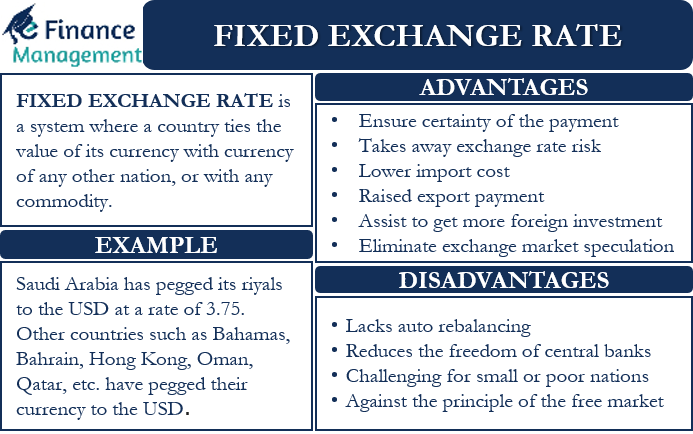 eFinance
Management
FIXED EXCHANGE RATE
FIXED EXCHANGE RATE is
a system where a country ties the
value of its currency with currency
of any other nation, or with any
commodity.
EXAMPLE
Saudi Arabia has pegged its riyals
to the USD at a rate of 3.75.
Other countries such as Bahamas,
Bahrain, Hong Kong, Oman,
Qatar, etc. have pegged their
currency to the USD.
ADVANTAGES
• Ensure certainty of the payment
• Takes away exchange rate risk
• Lower import cost
• Raised export payment
• Assist to get more foreign investment
• Eliminate exchange market speculation
DISADVANTAGES
• Lacks auto rebalancing
• Reduces the freedom of central banks
• Challenging for small or poor nations
• Against the principle of the free market